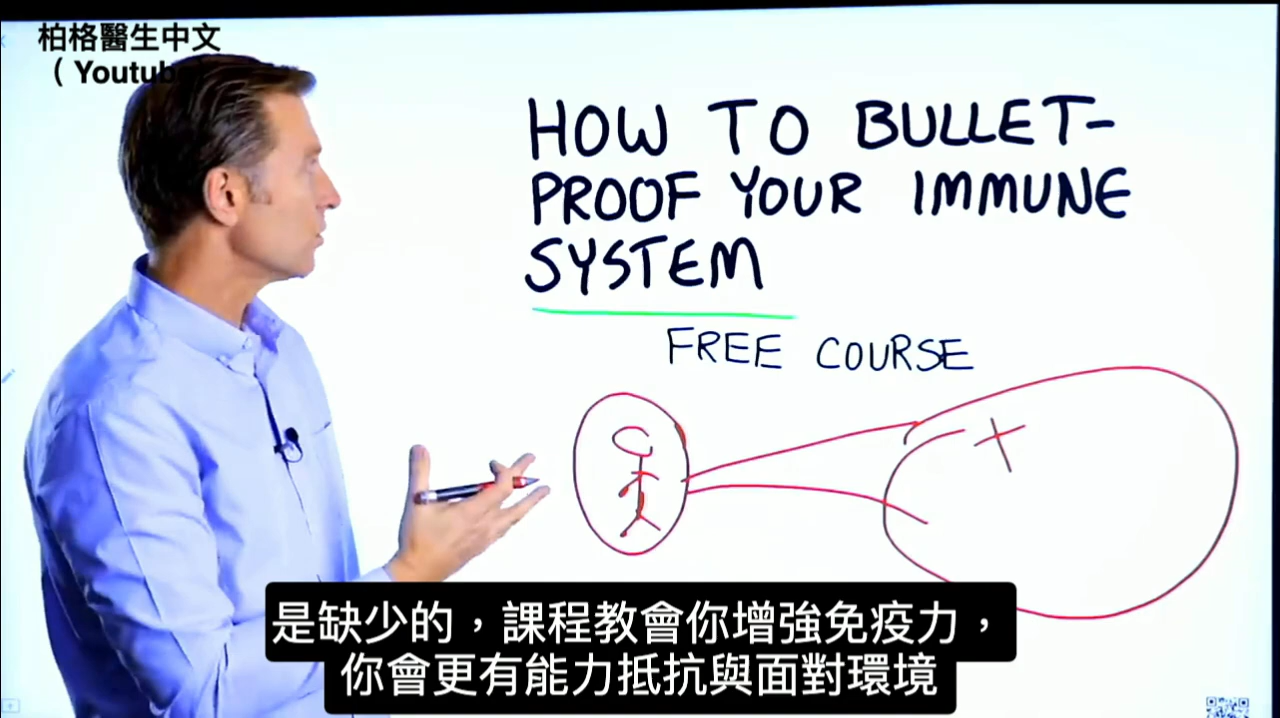 柏格醫生中文
（Youtube）
HOW TO BULLET-
PROOF YOUR IMMUNE
SYSTEM
FREE COURSE
是缺少的，課程教會你增強免疫力，
你會更有能力抵抗與面對環境